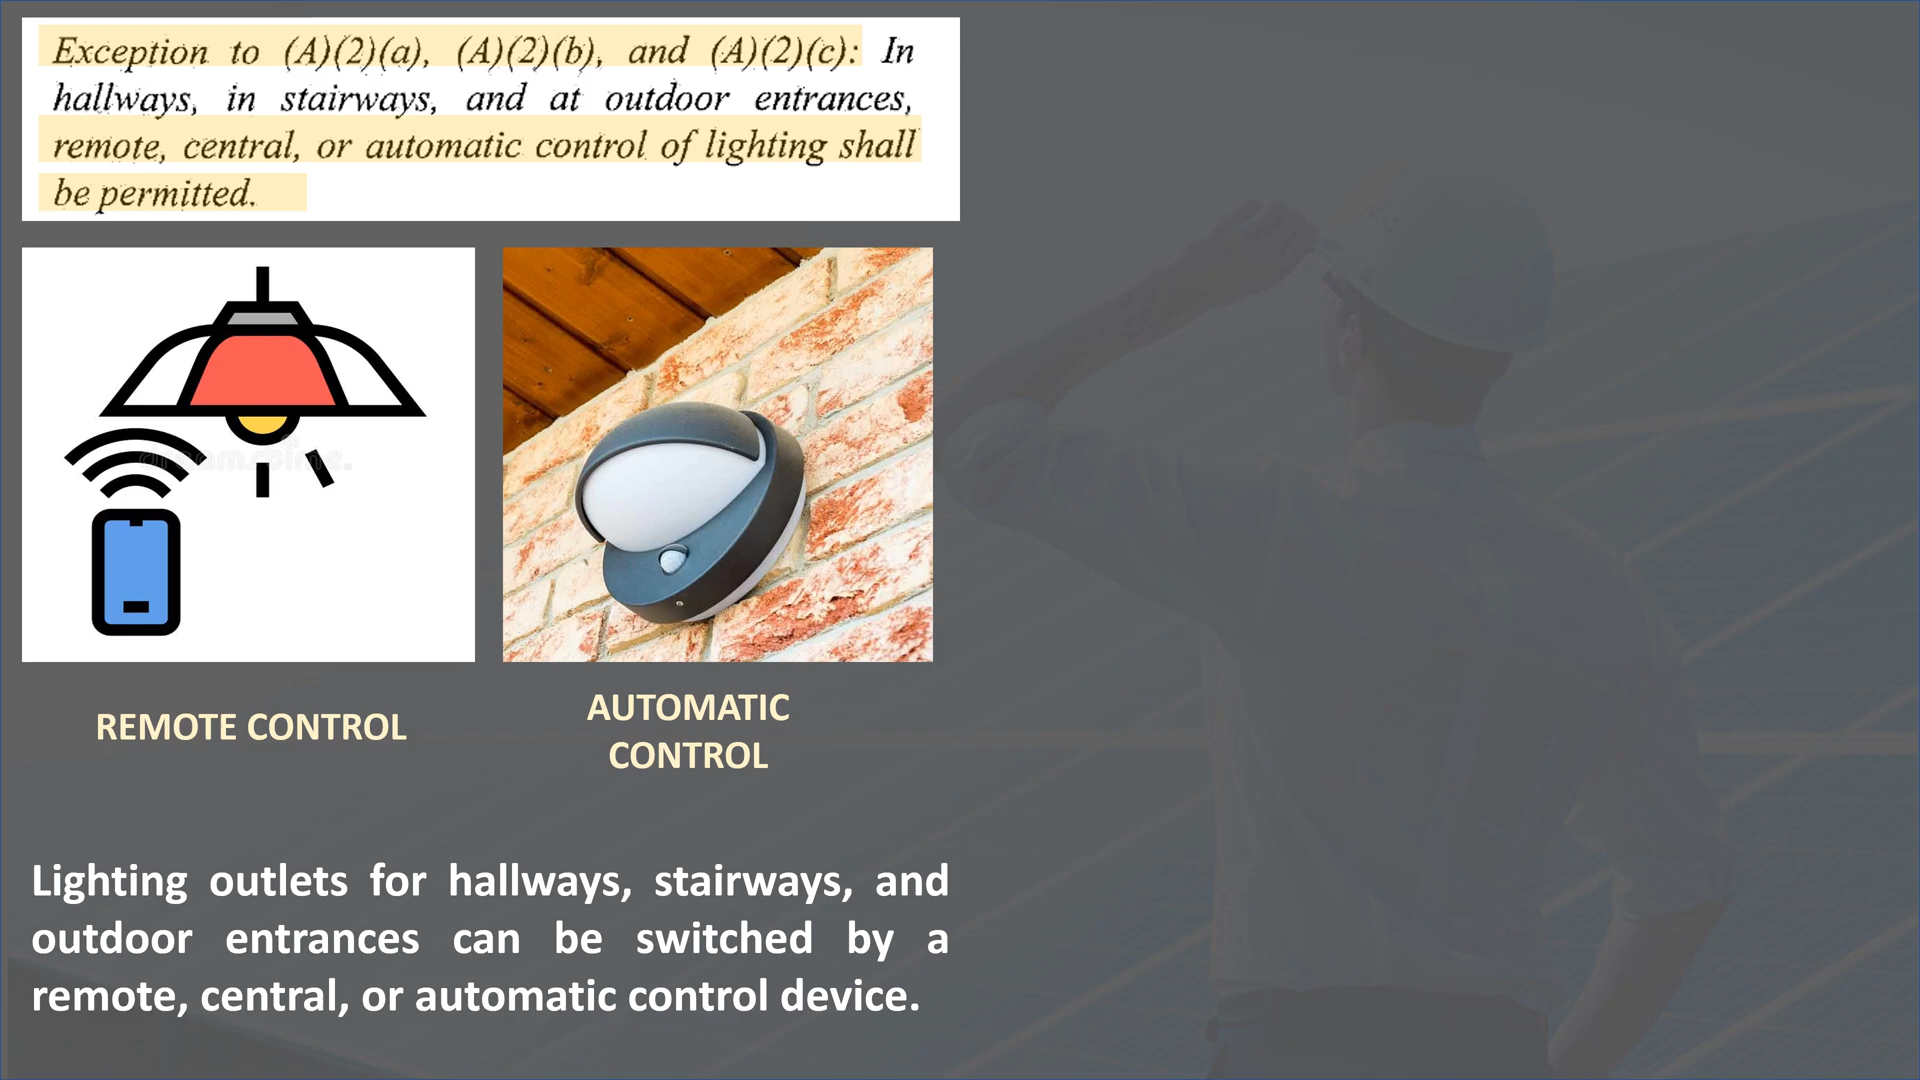 Exception to (A)(2)(a), (A)(2)(b), and (A)(2)(c): In
hallways, in stairways, and at outdoor entrances,
remote, central, or automatic control of lighting shall
be permitted.
dreamstime.
REMOTE CONTROL
AUTOMATIC
CONTROL
Lighting outlets for hallways, stairways, and
outdoor entrances can be switched by a
remote, central, or automatic control device.